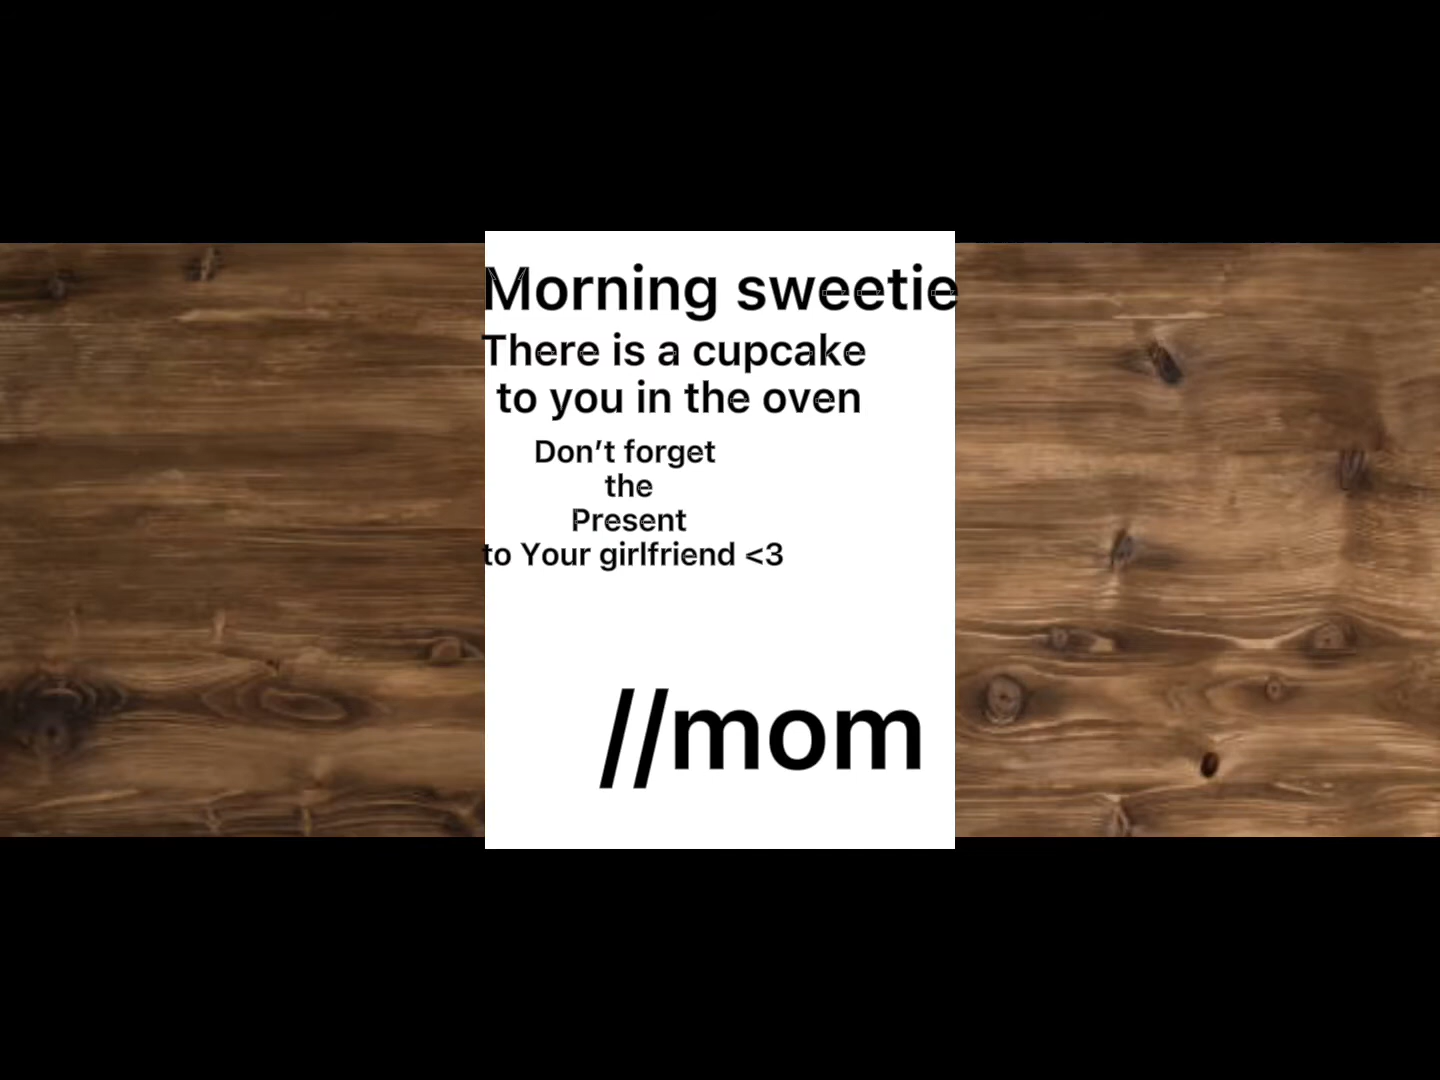 Morning sweetie
There is a cupcake
to you in the oven
Don’t forget
the
Present
to Your girlfriend <3
//mom